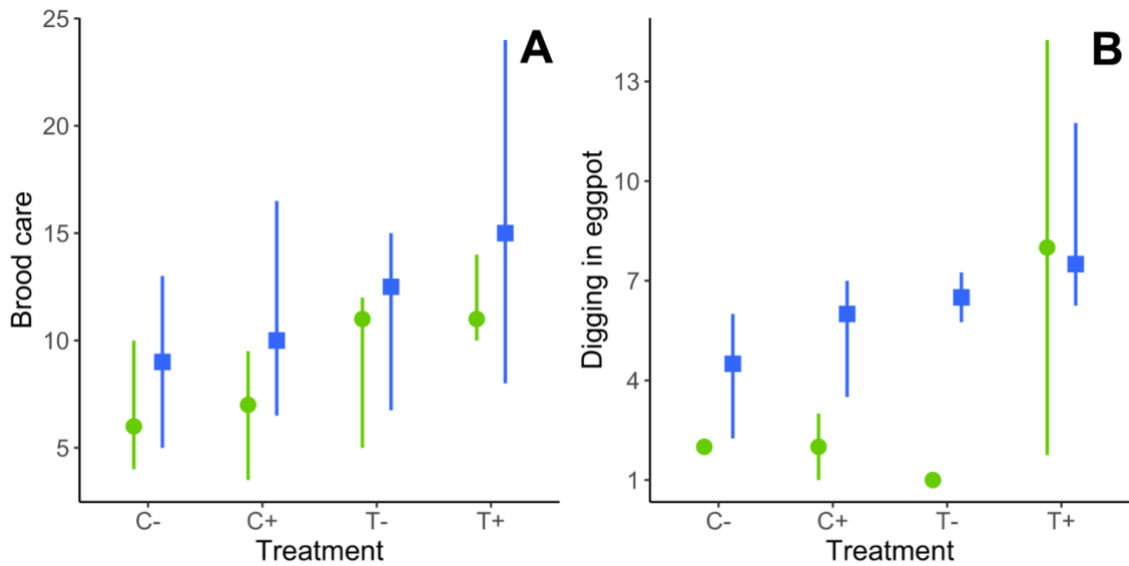 A
25
20
15
10
5
Brood care
C-
C+
T-
T+
Treatment
B
13
10
7
4
1
Digging in eggpot
C-
C+
T-
T+
Treatment